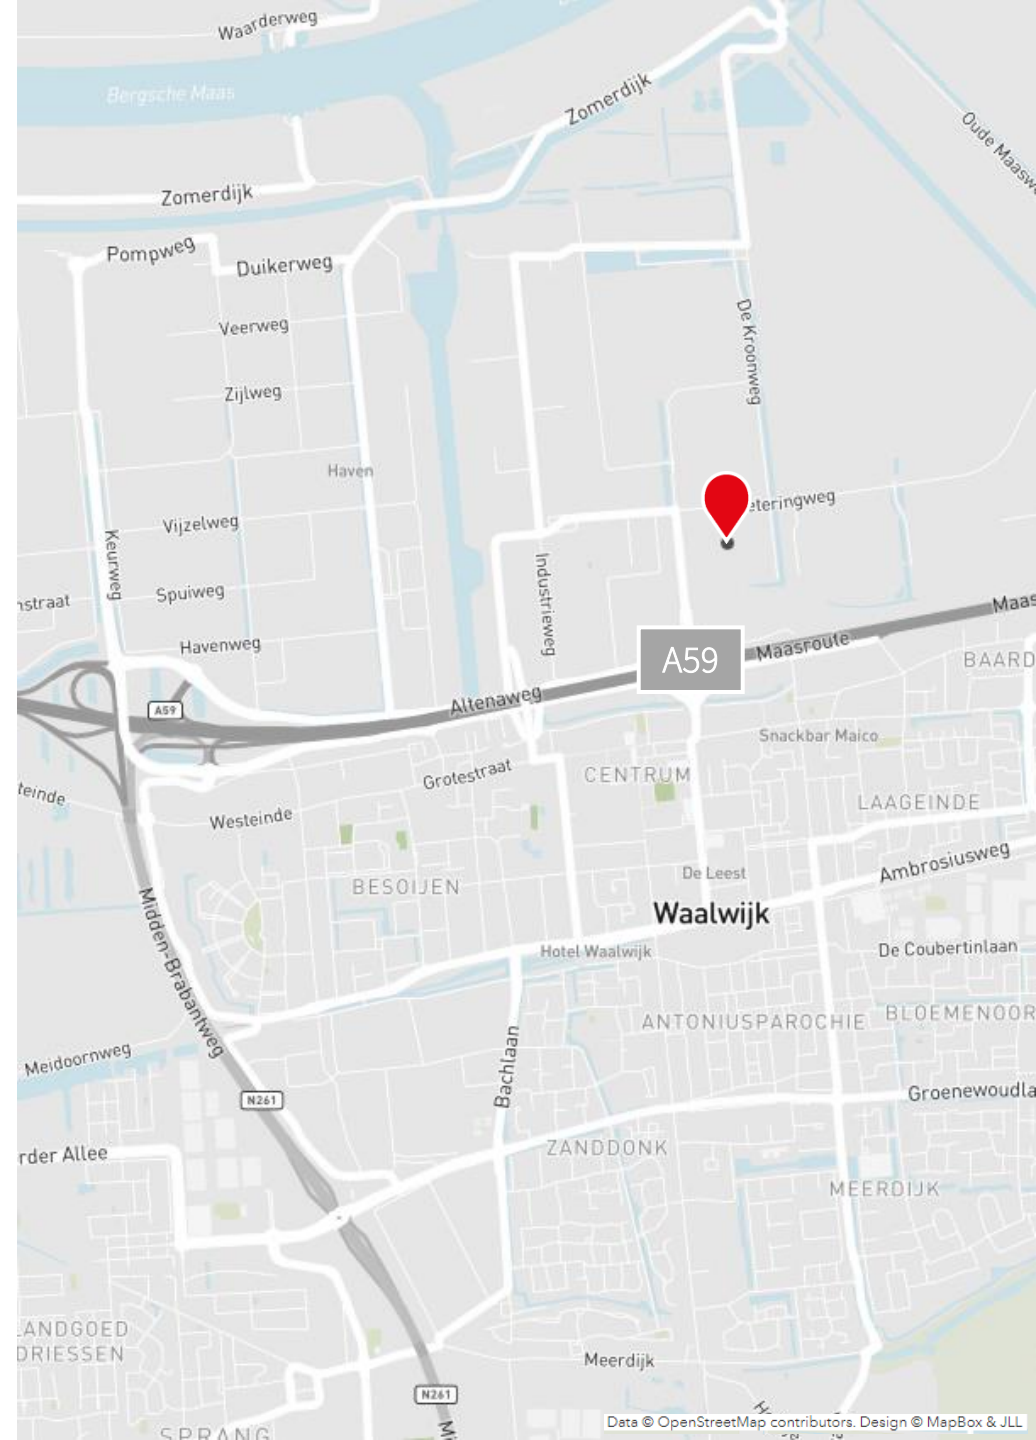 Waarderweg
Bergsche Maas
Zomerdijk
Oude Maasw
Zomerdijk
Pompweg
Duikerweg
Veerweg
De Kroonweg
Zijlweg
Haven
eteringweg
Vijzelweg
Keurweg
Industrieweg
Spuiweg
nstraat
Maas
Havenweg
A59
Maasroute
BAARD
Altenaweg
A59
Snackbar Maico
Grotestraat
CENTRUM
teinde
LAAGEINDE
Westeinde
Ambrosiusweg
De Leest
BESOIJEN
Waalwijk
Midden-Brabantweg
Hotel Waalwijk
De Coubertinlaan
ANTONIUSPAROCHIE
BLOEMENOOR
Meidoornweg
Bachlaan
N261
Groenewoudla
rder Allee
ZANDDONK
MEERDIJK
LANDGOED
DRIESSEN
Meerdijk
N261
Mi
SPRANG
Data © OpenStreetMap contributors. Design © MapBox & JLL